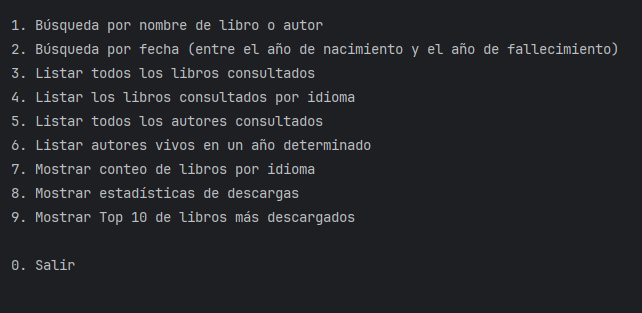 1. Búsqueda por nombre de libro o autor
2. Búsqueda por fecha (entre el año de nacimiento y el año de fallecimiento)
3. Listar todos los libros consultados
4. Listar los libros consultados por idioma
5. Listar todos los autores consultados
6. Listar autores vivos en un año determinado
7. Mostrar conteo de libros por idioma
8. Mostrar estadísticas de descargas
9. Mostrar Top 10 de libros más descargados
0. Salir